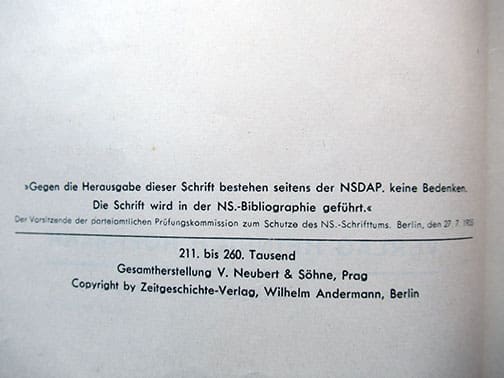 »Gegen die Herausgabe dieser Schrift bestehen seitens der NSDAP. keine Bedenken.
Die Schrift wird in der NS.-Bibliographie geführt.«
Der Vorsitzende der parteiamtlichen Prüfungskommission zum Schutze des NS.-Schrifttums. Berlin, den 27. 7.
211. bis 260. Tausend
Gesamtherstellung V. Neubert & Söhne, Prag
Copyright by Zeitgeschichte-Verlag, Wilhelm Andermann, Berlin